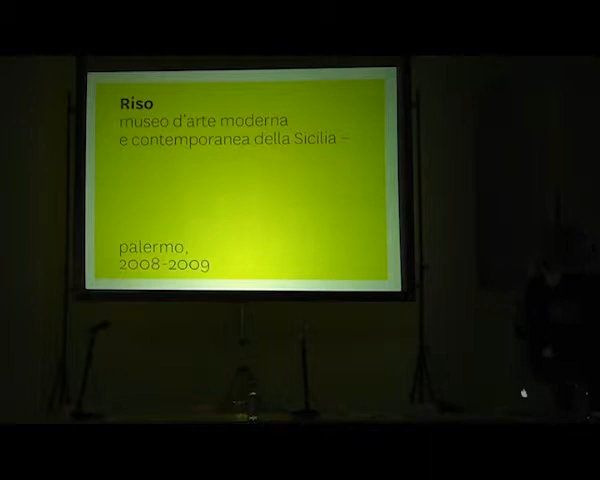 Riso
museo d'arte moderna
e contemporanea della Sicilia –
palermo,
2008-2009